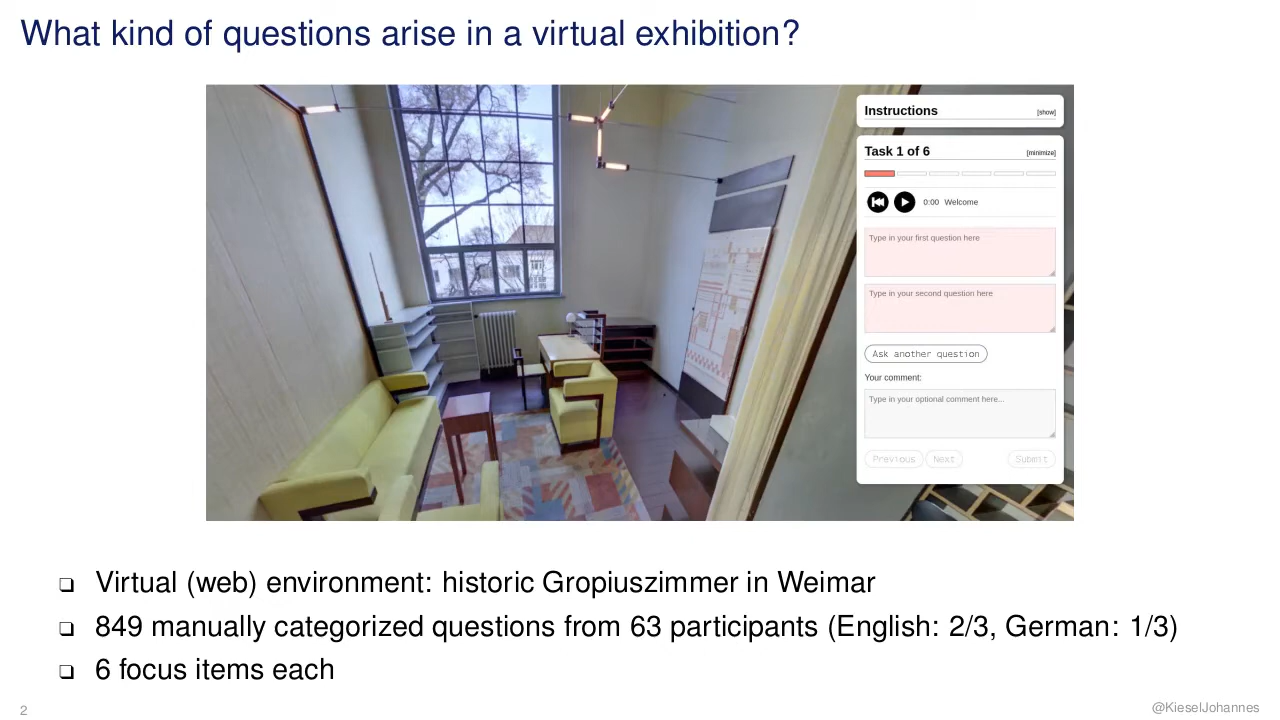 What kind of questions arise in a virtual exhibition?
Instructions
[show]
Task 1 of 6
[minimize]
0:00 Welcome
Type in your first question here
Type in your second question here
Ask another question
Your comment:
Type in your optional comment here...
Previous
Next
Submit
❏ Virtual (web) environment: historic Gropiuszimmer in Weimar
❏ 849 manually categorized questions from 63 participants (English: 2/3, German: 1/3)
❏ 6 focus items each
2
@KieselJohannes